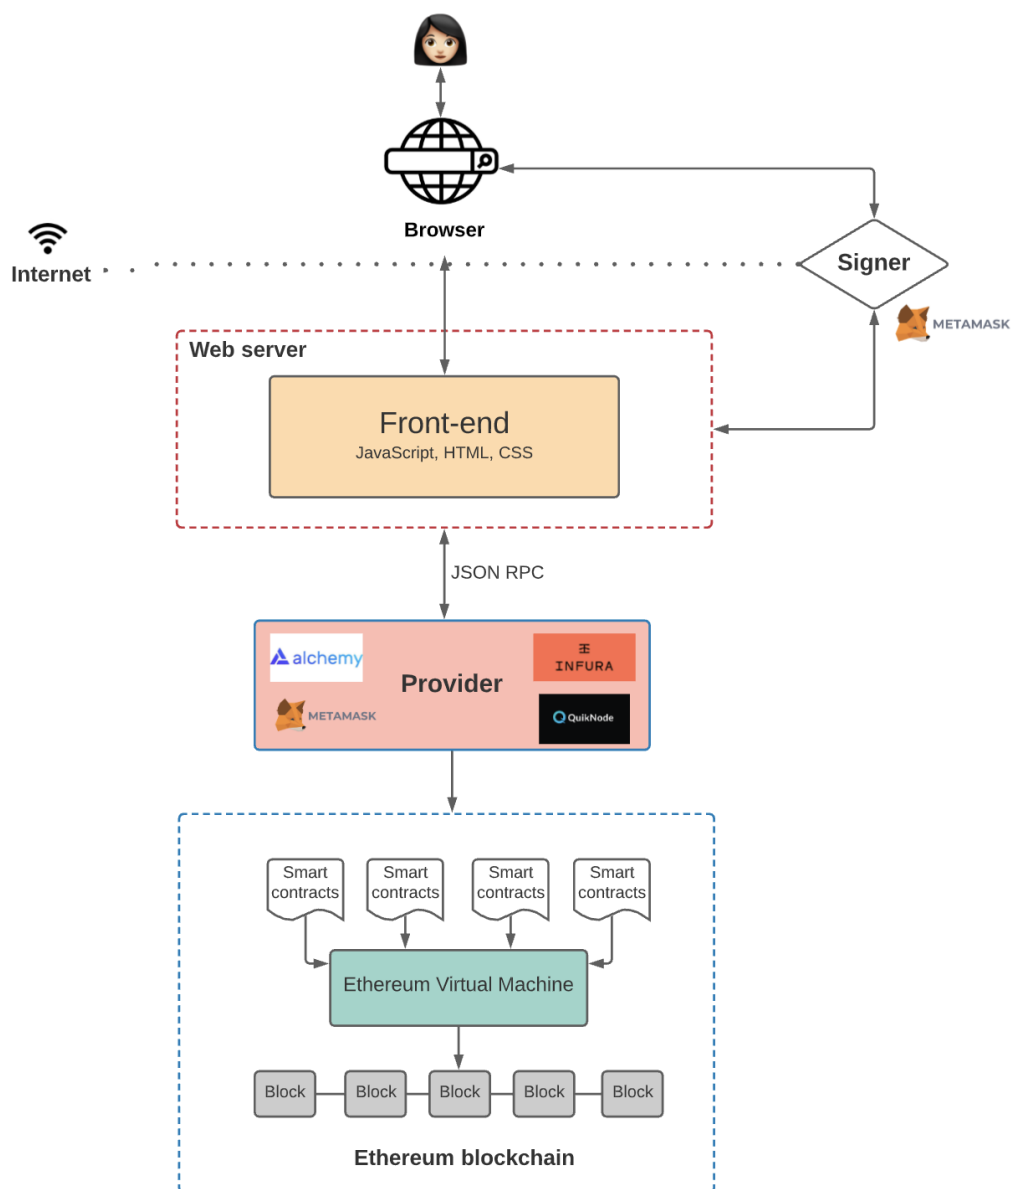 Browser
Internet
Signer
METAMASK
Web server
Front-end
JavaScript, HTML, CSS
JSON RPC
alchemy
INFURA
Provider
METAMASK
QuikNode
Smart
contracts
Smart
contracts
Smart
contracts
Smart
contracts
Ethereum Virtual Machine
Block
Block
Block
Block
Block
Ethereum blockchain